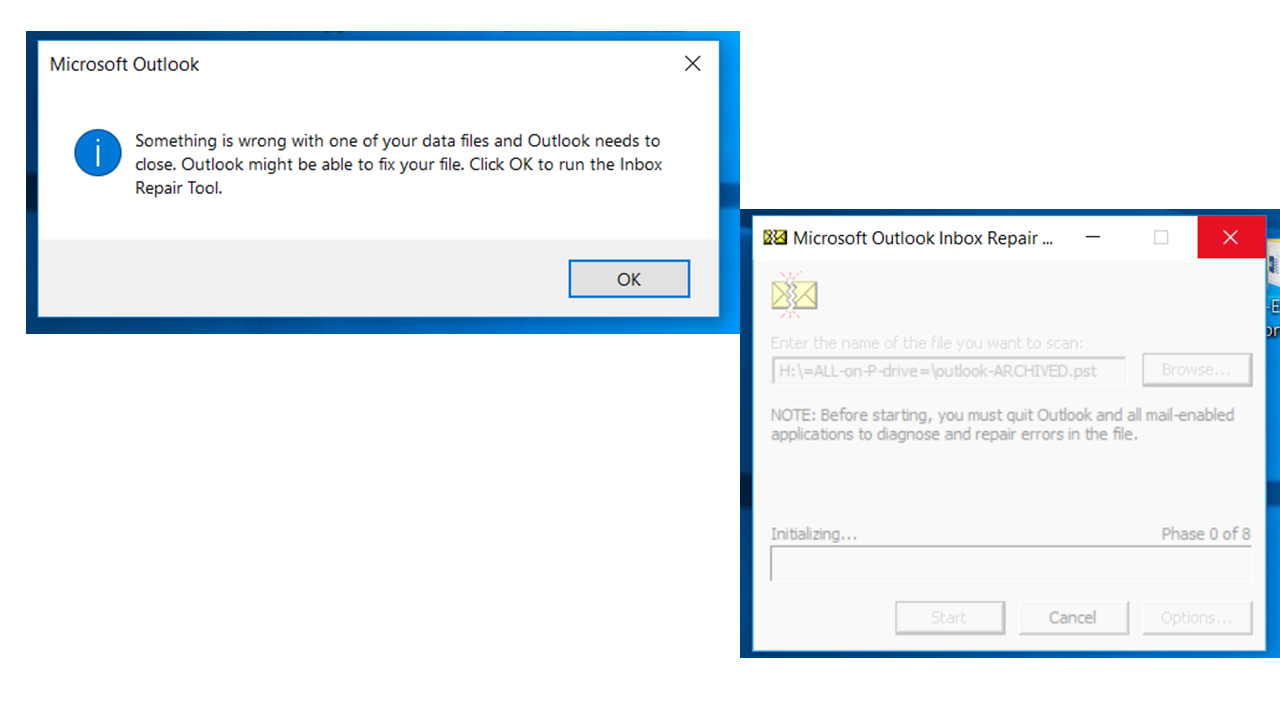 Microsoft Outlook
Something is wrong with one of your data files and Outlook needs to
close. Outlook might be able to fix your file. Click OK to run the Inbox
Repair Tool.
OK
Microsoft Outlook Inbox Repair ...
Enter the name of the file you want to scan:
H:\=ALL-on-P-drive=\outlook-ARCHIVED.pst
Browse...
NOTE: Before starting, you must quit Outlook and all mail-enabled
applications to diagnose and repair errors in the file.
Initializing...
Phase 0 of 8
Start
Cancel
Options...